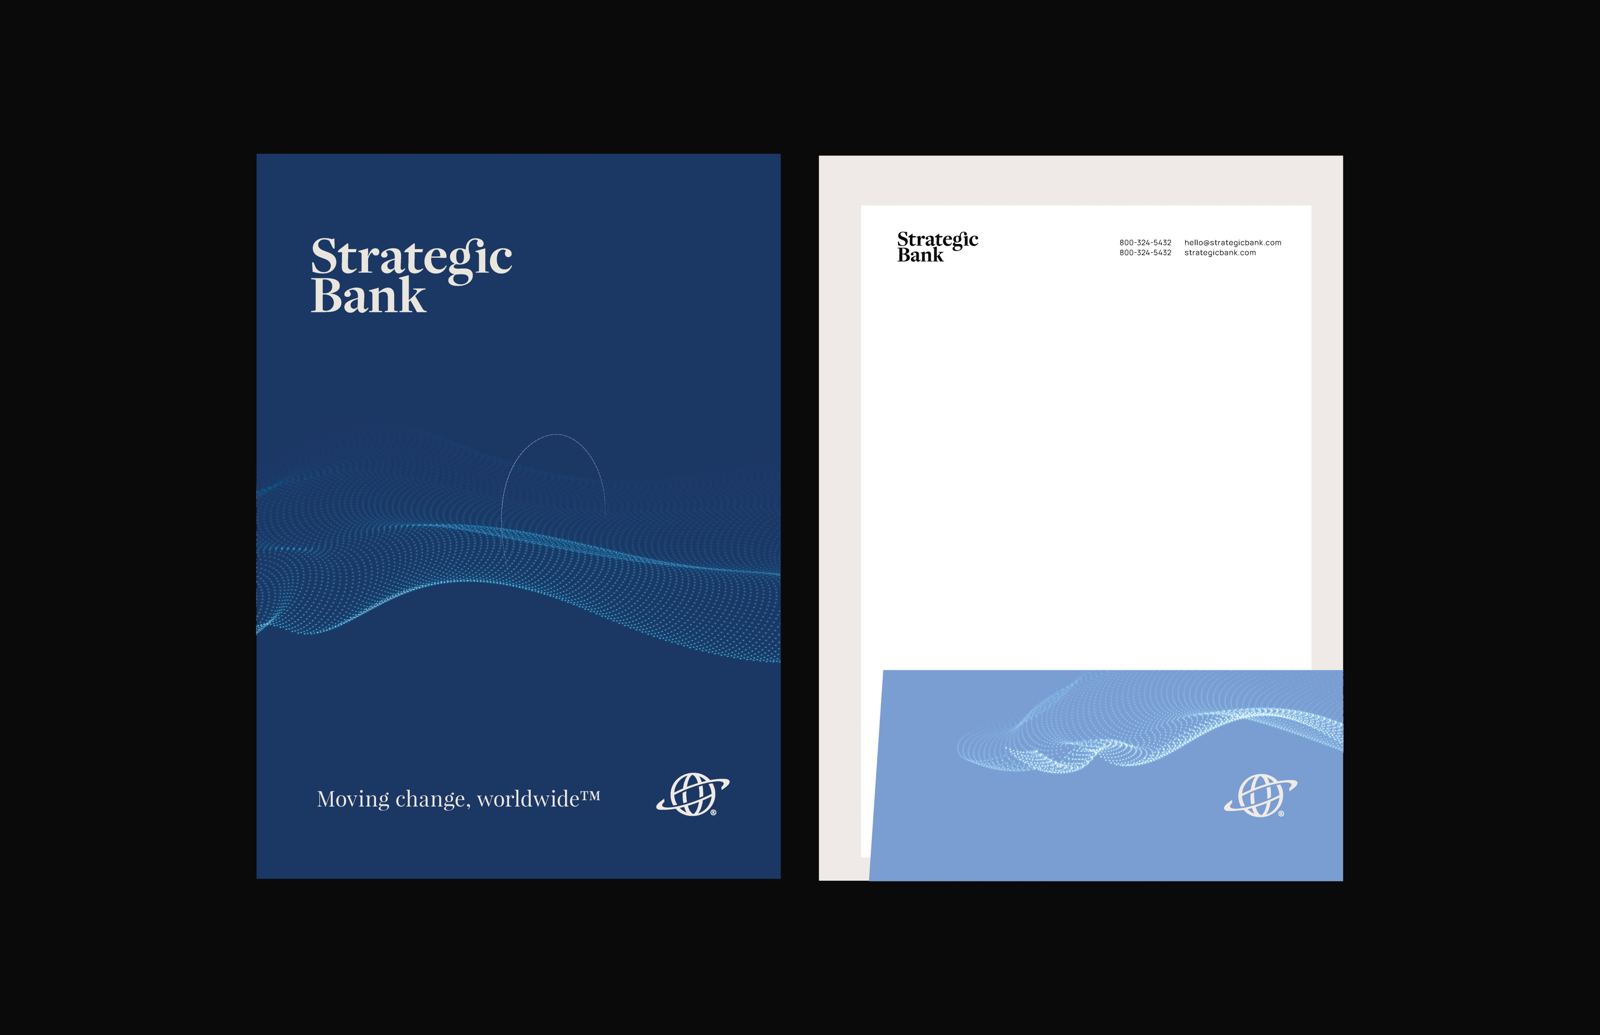 Strategic
Bank
Moving change, worldwide™
®
Strategic
Bank
800-324-5432 hello@strategicbank.com
800-324-5432 strategicbank.com
®